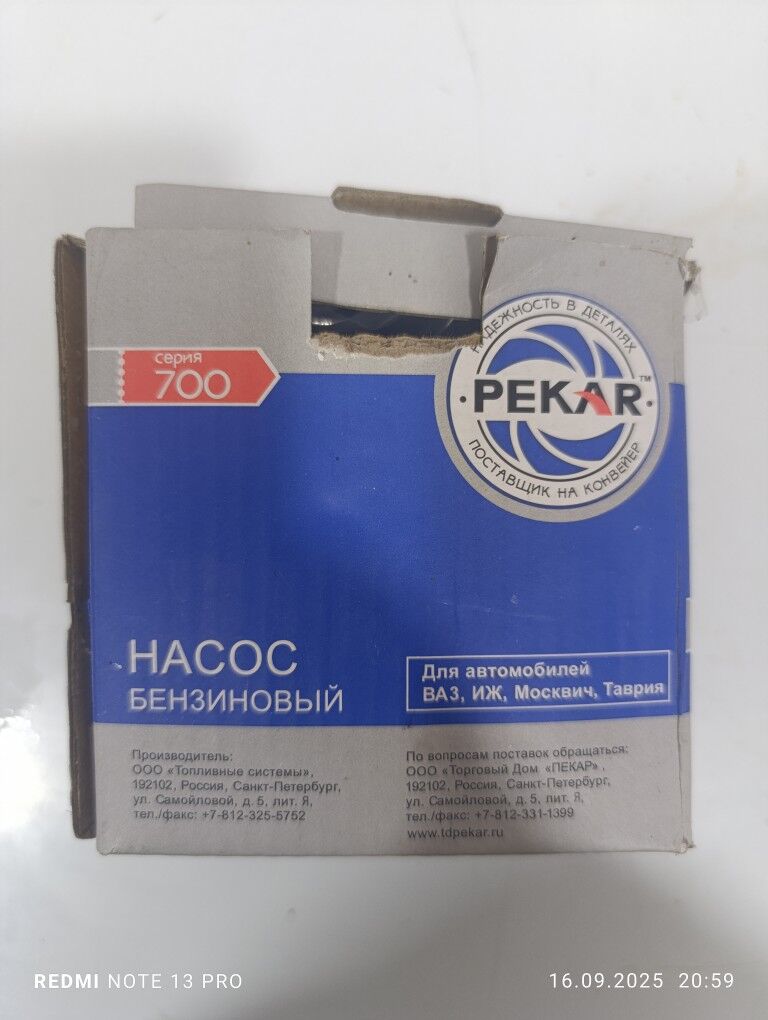 серия
700
НАДЕЖНОСТЬ В ДЕТАЛЯХ
PEKAR™
ПОСТАВЩИК НА КОНВЕЙЕР
НАСОС
БЕНЗИНОВЫЙ
Для автомобилей
ВАЗ, ИЖ, Москвич, Таврия
Производитель:
ООО «Топливные системы»,
192102, Россия, Санкт-Петербург,
ул. Самойловой, д. 5, лит. Я,
тел./факс: +7-812-325-5752
По вопросам поставок обращаться:
ООО «Торговый Дом «ПЕКАР» ,
192102, Россия, Санкт-Петербург,
ул. Самойловой, д. 5, лит. Я,
тел./факс: +7-812-331-1399
www.tdpekar.ru
REDMI NOTE 13 PRO
16.09.2025 20:59